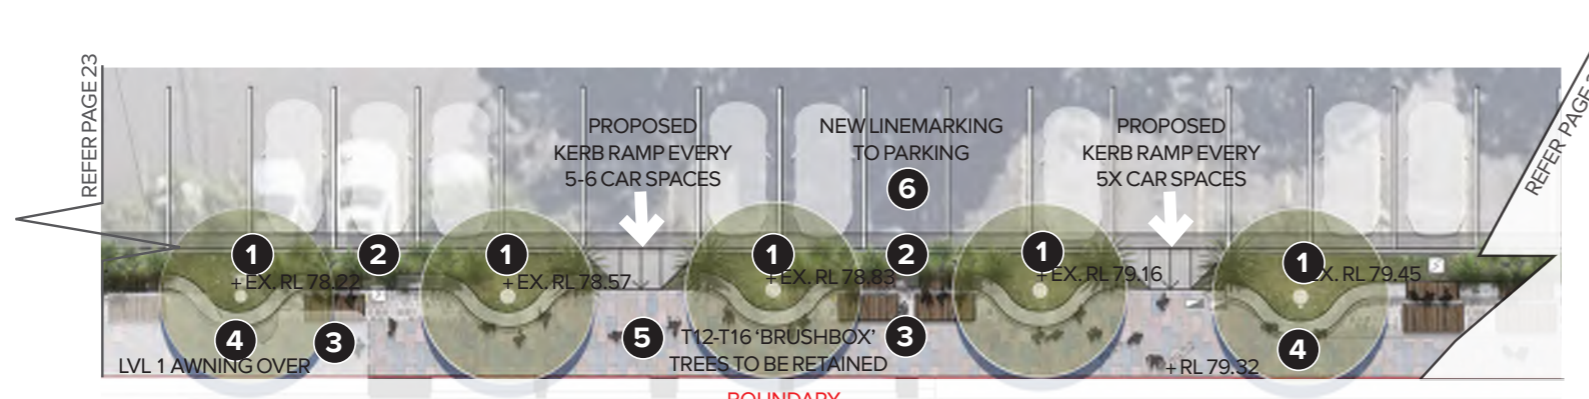 REFER PAGE 23
PROPOSED
KERB RAMP EVERY
5-6 CAR SPACES
NEW LINEMARKING
TO PARKING
6
PROPOSED
KERB RAMP EVERY
5X CAR SPACES
REFER PAGE
1
2
1
1
2
1
1
+EX. RL 78.22
+EX. RL 78.57
+EX. RL 78.83
+EX. RL 79.16
EX. RL 79.45
4
3
5
T12-T16 'BRUSHBOX'
TREES TO BE RETAINED
3
4
LVL 1 AWNING OVER
+RL 79.32
BOUNDARY